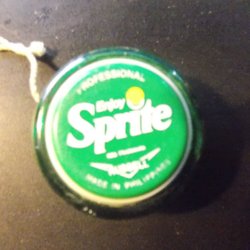 PROFESSIONAL
Enjoy
Sprite
MADE IN PHILIPPINES